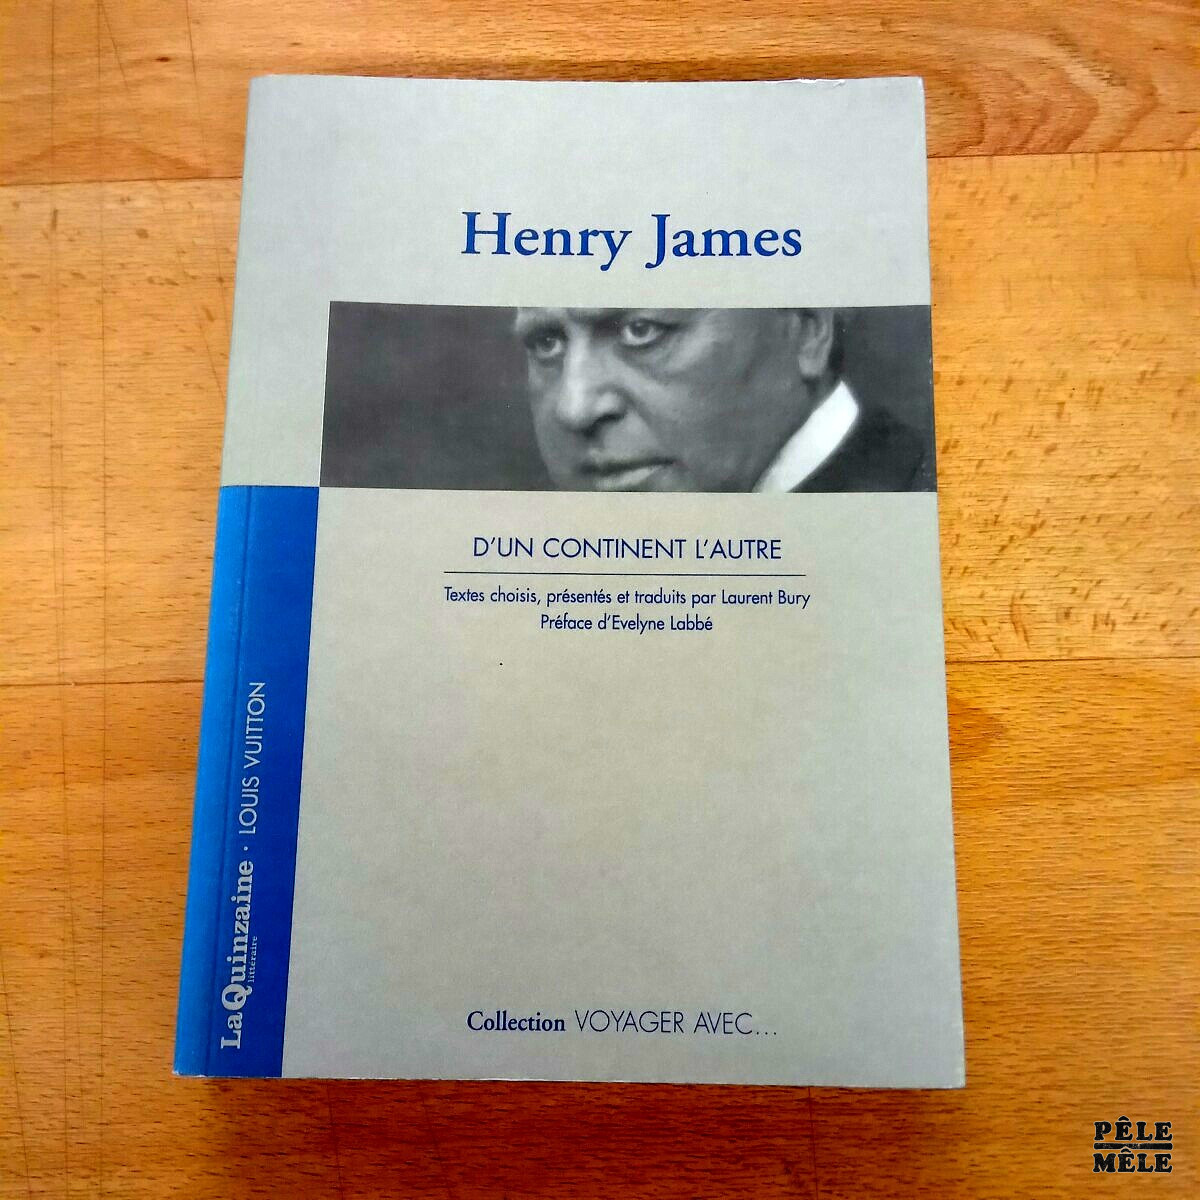 Henry James
D'UN CONTINENT L'AUTRE
Textes choisis, présentés et traduits par Laurent Bury
Préface d'Evelyne Labbé
LaQuinzaine · LOUIS VUITTON
littéraire
Collection VOYAGER AVEC...
PÊLE
MÊLE